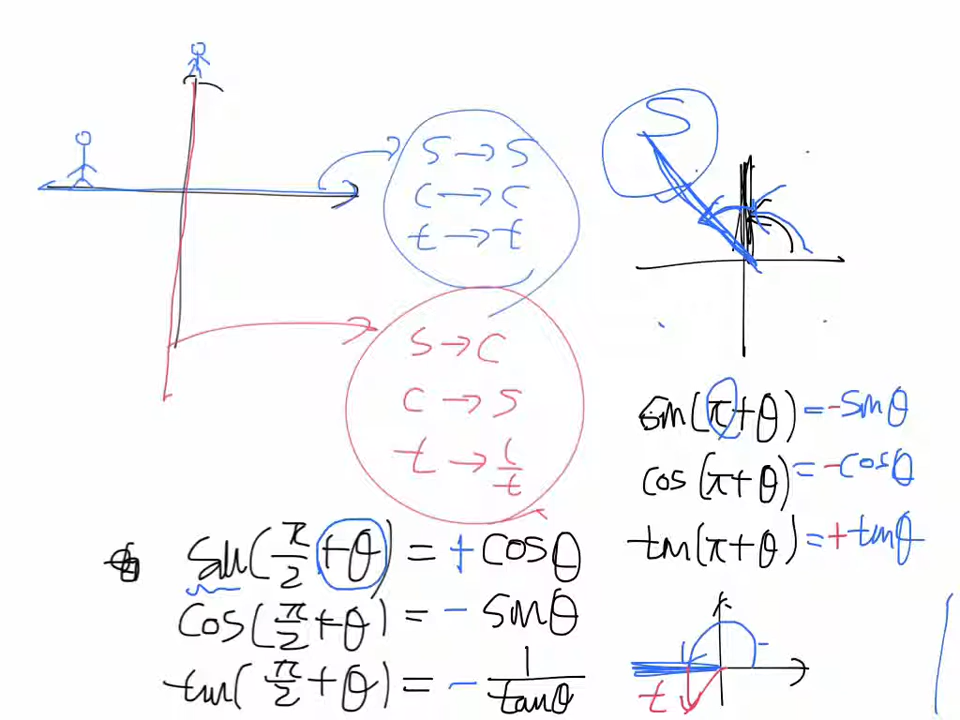 S → S
C → C
t → t
S
S → C
C → S
t → 1/t
sin(π+θ) = -sinθ
cos(π+θ) = -cosθ
tan(π+θ) = +tanθ
sin(π/2+θ) = +cosθ
cos(π/2+θ) = - sinθ
tan(π/2+θ) = - 1/tanθ
t